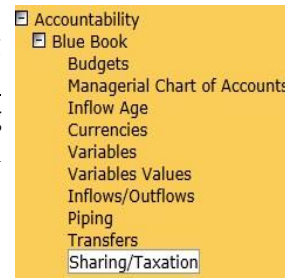 Accountability
Blue Book
Budgets
Managerial Chart of Accounts
Inflow Age
Currencies
Variables
Variables Values
Inflows/Outflows
Piping
Transfers
Sharing/Taxation